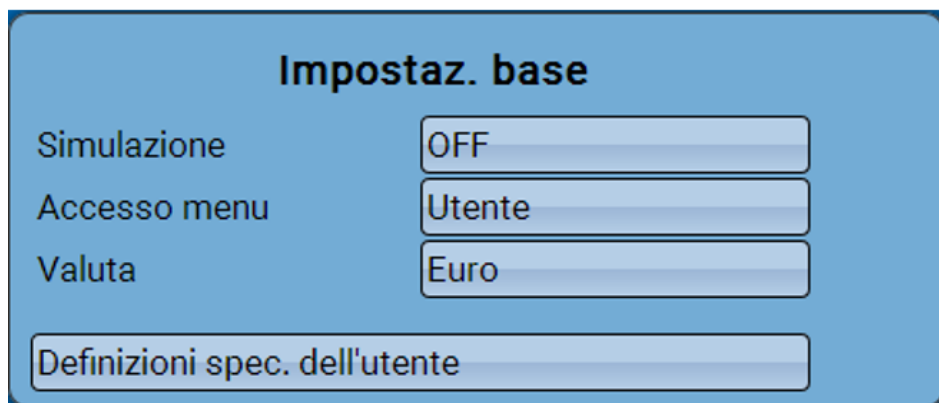 Impostaz. base
Simulazione OFF
Accesso menu Utente
Valuta Euro
Definizioni spec. dell'utente